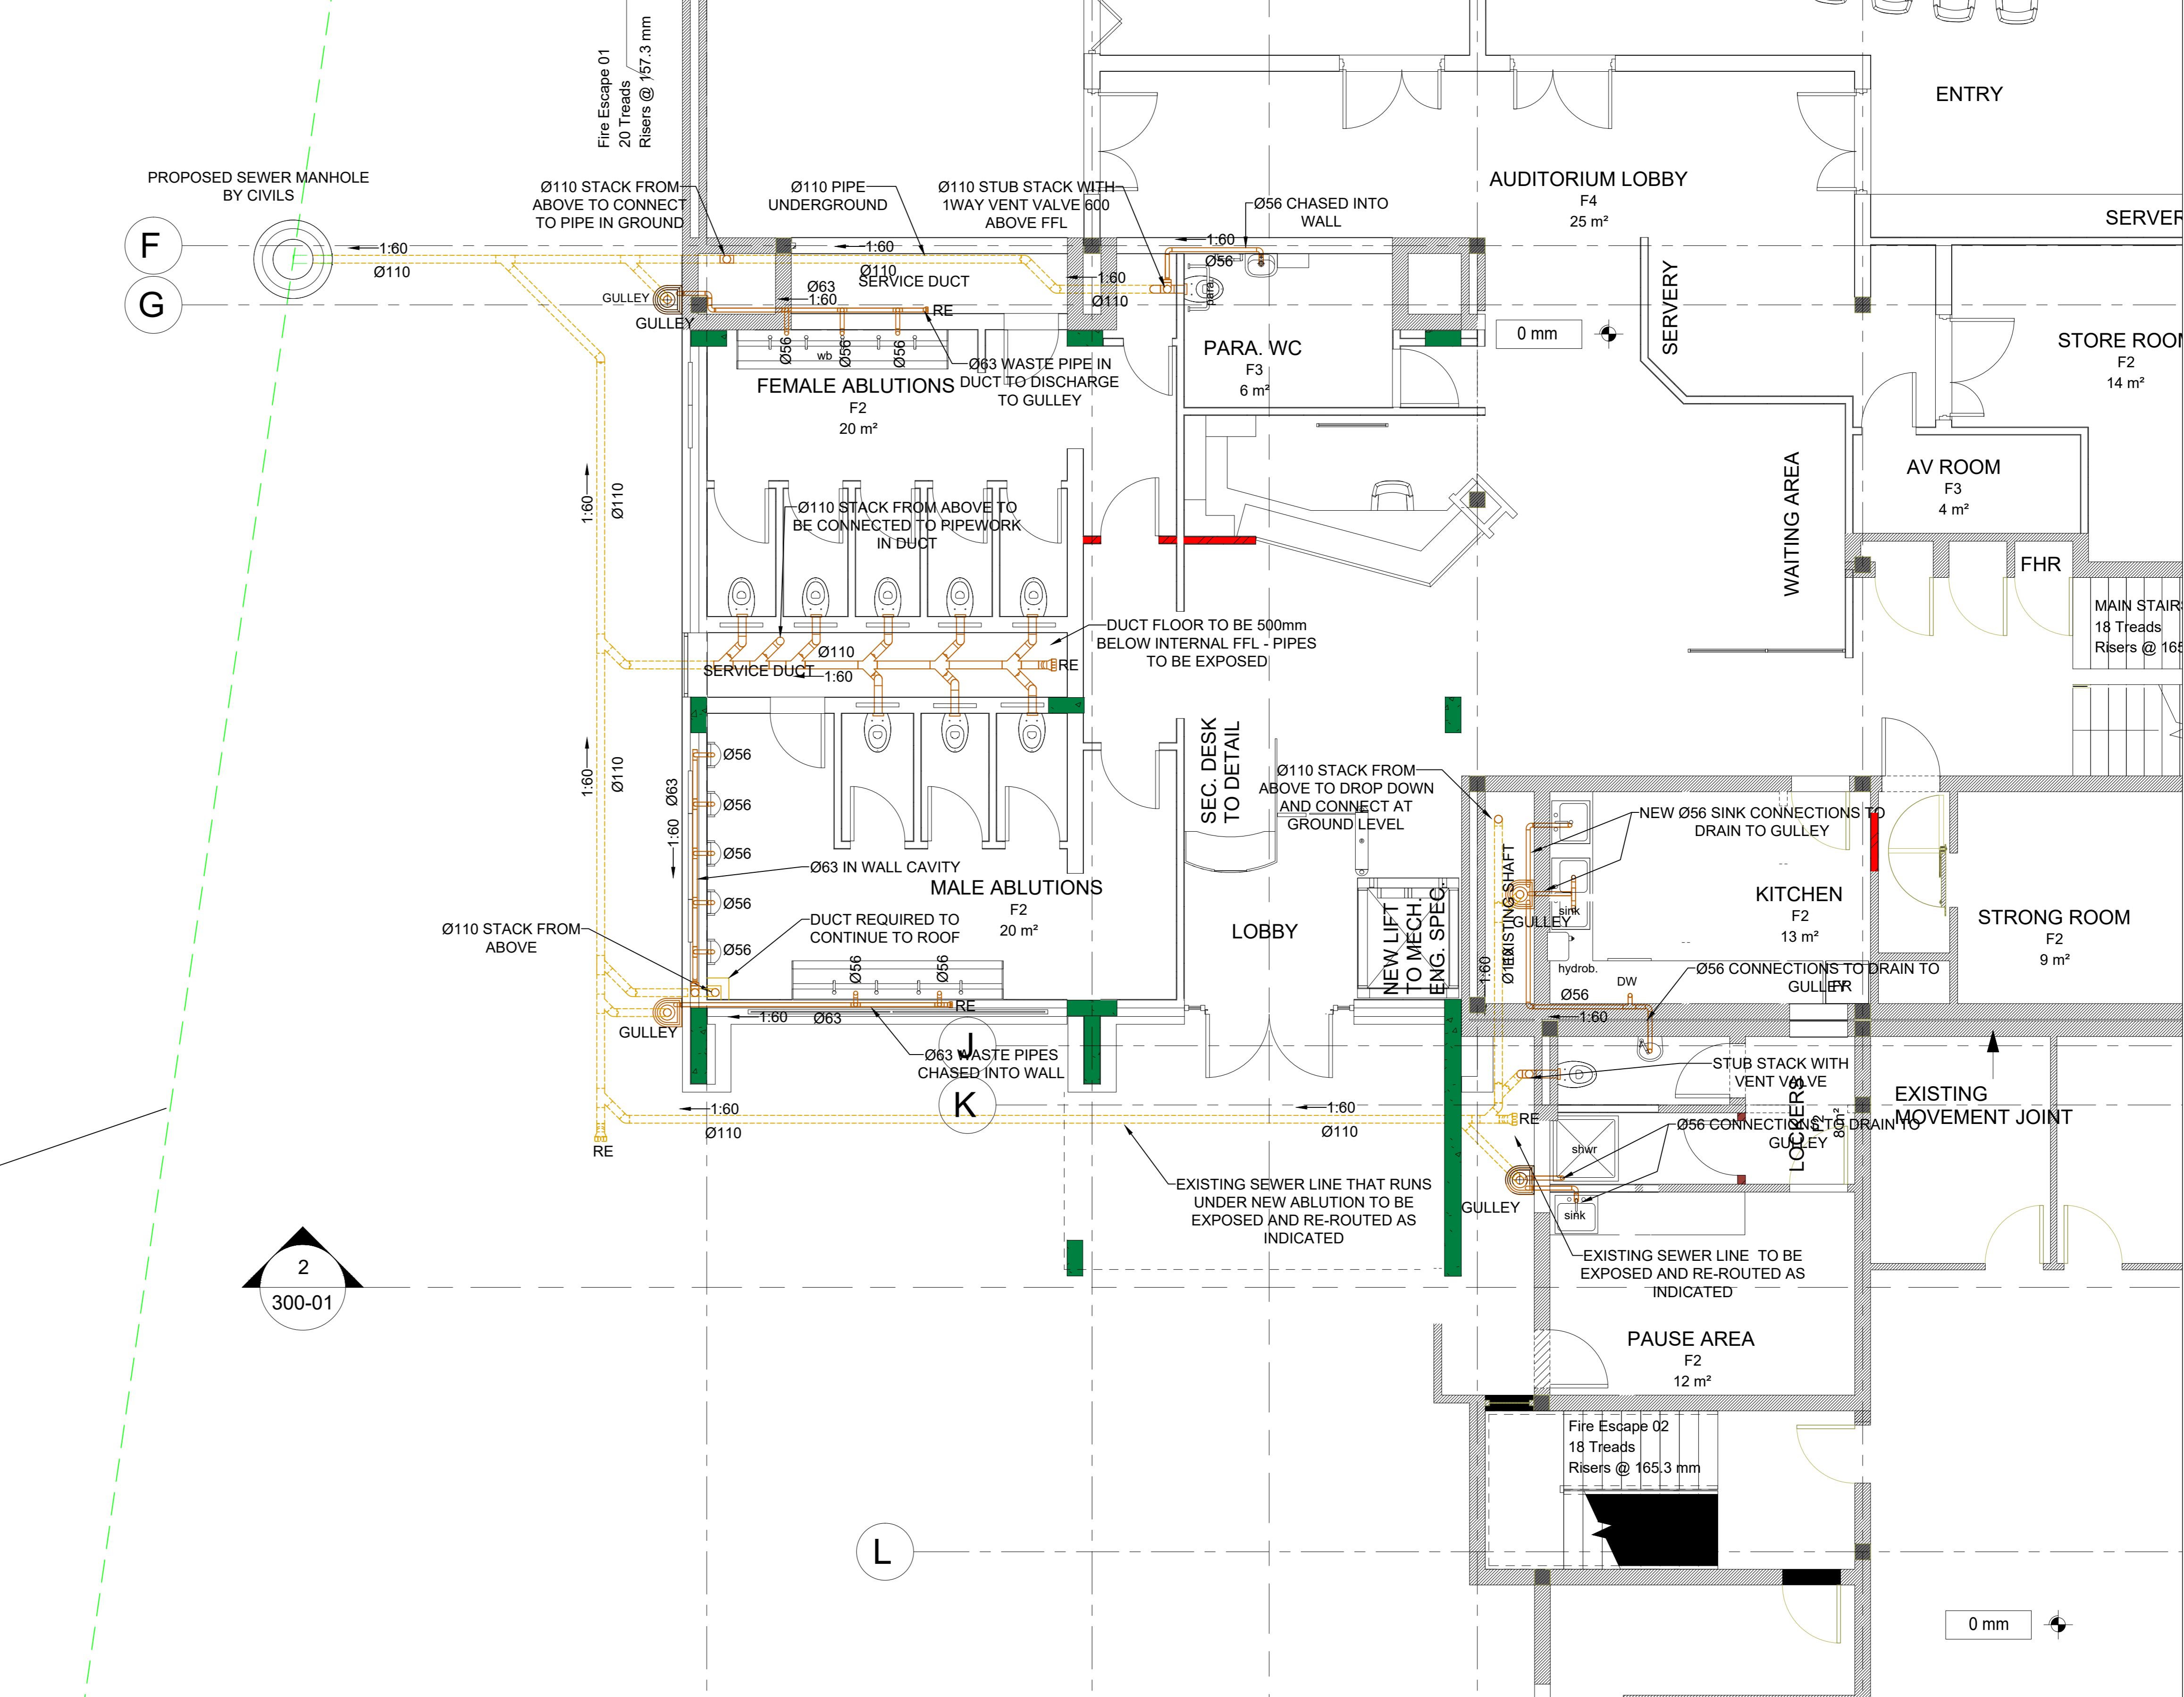 Fire Escape 01
20 Treads
Risers @ 157.3 mm
ENTRY
PROPOSED SEWER MANHOLE
BY CIVILS
Ø110 STACK FROM
ABOVE TO CONNECT
TO PIPE IN GROUND
Ø110 PIPE
UNDERGROUND
Ø110 STUB STACK WITH
1WAY VENT VALVE 600
ABOVE FFL
Ø56 CHASED INTO
WALL
AUDITORIUM LOBBY
F4
25 m²
SERVER
F
G
1:60
Ø110
1:60
Ø110
SERVICE DUCT
1:60
Ø56
1:60
Ø110
para.
GULLEY
GULLEY
Ø63
1:60
RE
Ø56
wb
Ø56
Ø56
Ø63 WASTE PIPE IN
DUCT TO DISCHARGE
TO GULLEY
FEMALE ABLUTIONS
F2
20 m²
PARA. WC
F3
6 m²
0 mm
SERVERY
STORE ROOM
F2
14 m²
AV ROOM
F3
4 m²
WAITING AREA
FHR
MAIN STAIRS
18 Treads
Risers @ 165
1:60
Ø110
Ø110 STACK FROM ABOVE TO
BE CONNECTED TO PIPEWORK
IN DUCT
DUCT FLOOR TO BE 500mm
BELOW INTERNAL FFL - PIPES
TO BE EXPOSED
Ø110
SERVICE DUCT
1:60
RE
1:60
Ø110
Ø63
1:60
Ø56
Ø56
Ø56
Ø56
Ø56
Ø63 IN WALL CAVITY
MALE ABLUTIONS
F2
20 m²
DUCT REQUIRED TO
CONTINUE TO ROOF
Ø110 STACK FROM
ABOVE
Ø56
Ø56
RE
GULLEY
1:60
Ø63
Ø63 WASTE PIPES
CHASED INTO WALL
SEC. DESK
TO DETAIL
Ø110 STACK FROM
ABOVE TO DROP DOWN
AND CONNECT AT
GROUND LEVEL
LOBBY
NEW LIFT
TO MECH.
ENG. SPEC.
EXISTING SHAFT
1:60
Ø110
NEW Ø56 SINK CONNECTIONS TO
DRAIN TO GULLEY
sink
GULLEY
hydrob.
KITCHEN
F2
13 m²
STRONG ROOM
F2
9 m²
DW
Ø56 CONNECTIONS TO DRAIN TO
GULLEY
Ø56
1:60
J
K
STUB STACK WITH
VENT VALVE
LOCKERS
F2
8 m²
EXISTING
MOVEMENT JOINT
Ø56 CONNECTIONS TO DRAIN TO
GULLEY
1:60
Ø110
1:60
Ø110
RE
RE
shwr
GULLEY
sink
EXISTING SEWER LINE THAT RUNS
UNDER NEW ABLUTION TO BE
EXPOSED AND RE-ROUTED AS
INDICATED
EXISTING SEWER LINE TO BE
EXPOSED AND RE-ROUTED AS
INDICATED
2
300-01
PAUSE AREA
F2
12 m²
Fire Escape 02
18 Treads
Risers @ 165.3 mm
L
0 mm